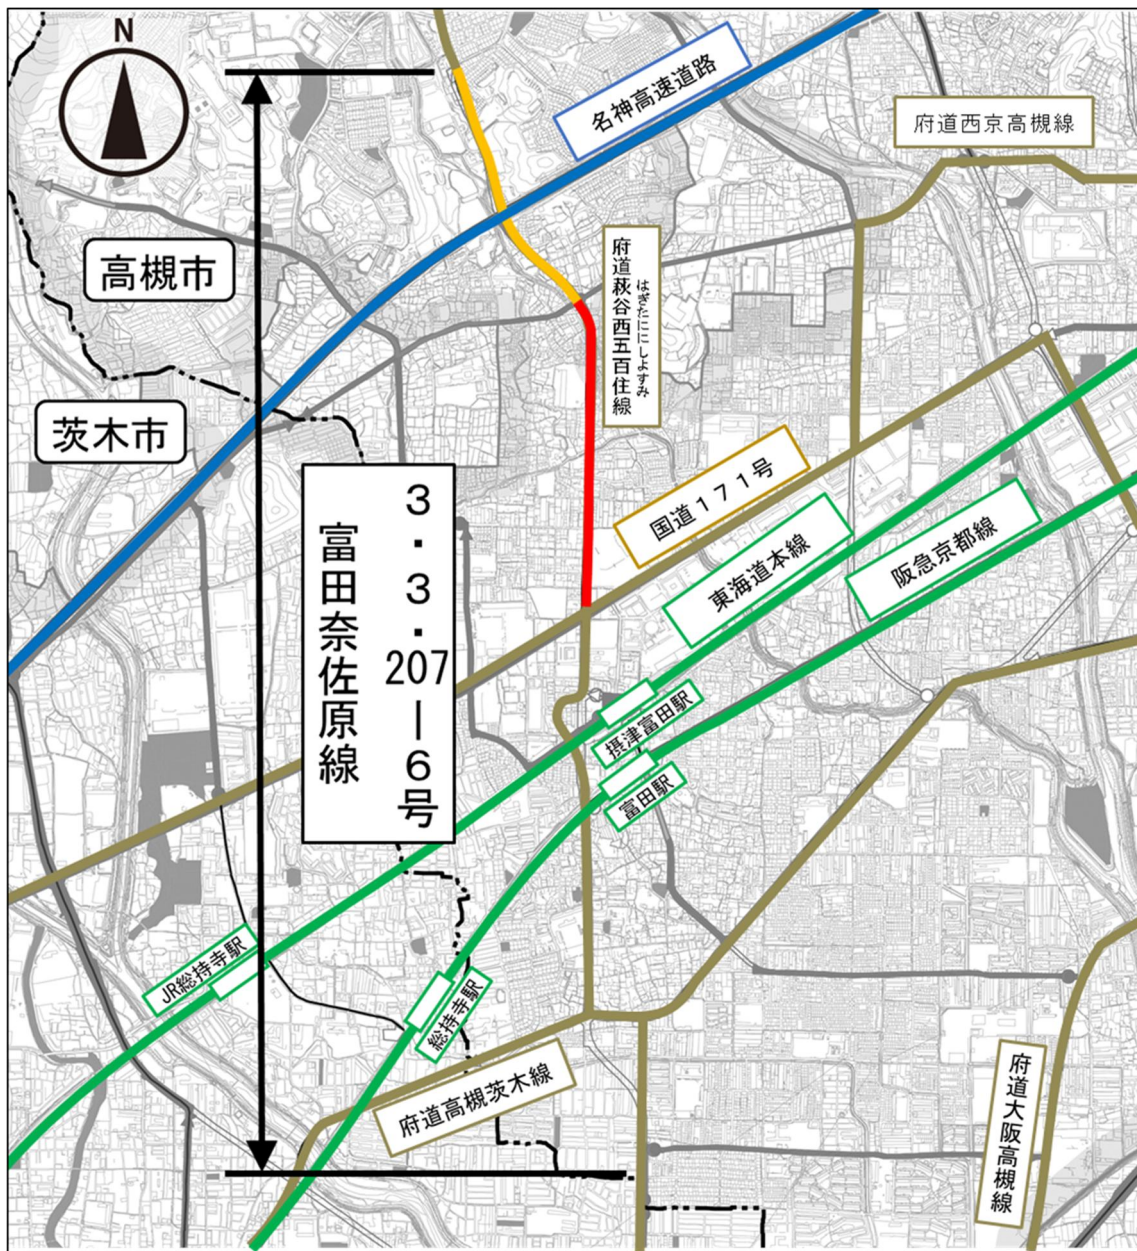 N
名神高速道路
府道西京高槻線
高槻市
府道萩谷西五百住線
はぎたににしよすみ
茨木市
国道171号
3・3・207―6号
富田奈佐原線
東海道本線
阪急京都線
摂津富田駅
富田駅
JR総持寺駅
総持寺駅
府道高槻茨木線
府道大阪高槻線